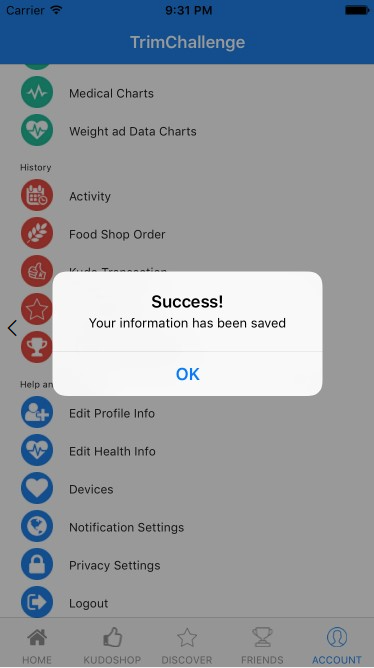 Carrier 9:31 PM
TrimChallenge
Medical Charts
Weight ad Data Charts
History
Activity
Food Shop Order
Kudo Transaction
Success!
Your information has been saved
OK
Help an
Edit Profile Info
Edit Health Info
Devices
Notification Settings
Privacy Settings
Logout
HOME KUDOSHOP DISCOVER FRIENDS ACCOUNT